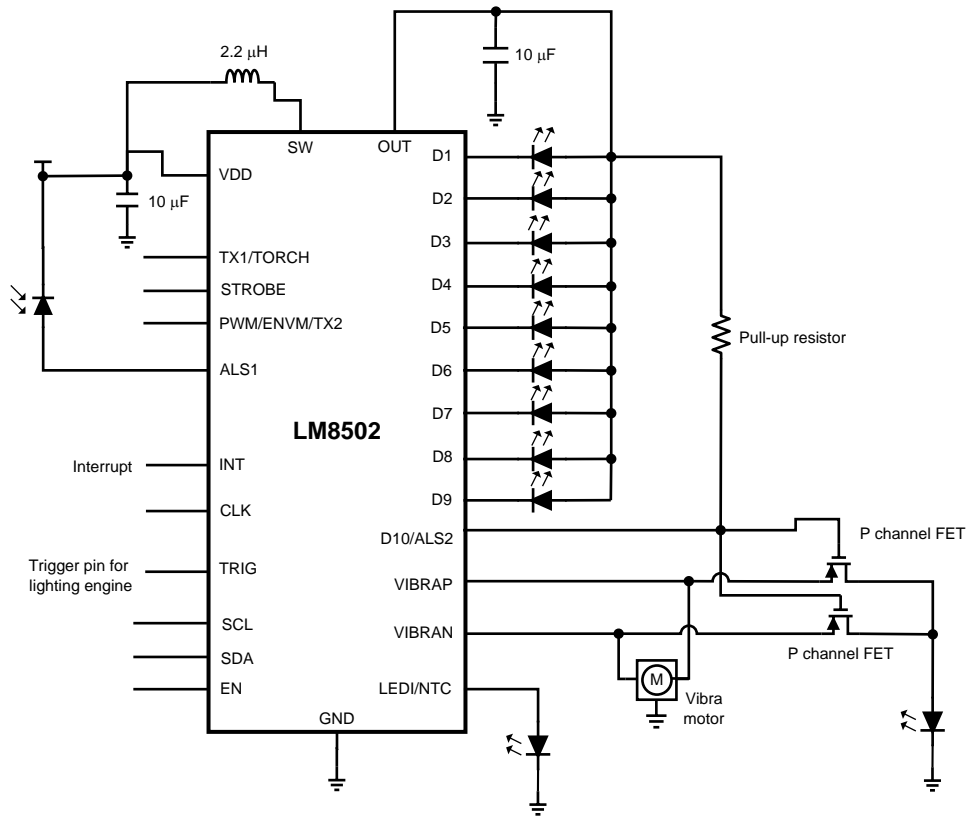 2.2 μH
10 μF
SW
OUT
VDD
10 μF
TX1/TORCH
STROBE
PWM/ENVM/TX2
ALS1
LM8502
Interrupt
INT
CLK
Trigger pin for
lighting engine
TRIG
SCL
SDA
EN
GND
D1
D2
D3
D4
D5
D6
D7
D8
D9
D10/ALS2
VIBRAP
VIBRAN
LEDI/NTC
Pull-up resistor
P channel FET
P channel FET
M
Vibra
motor